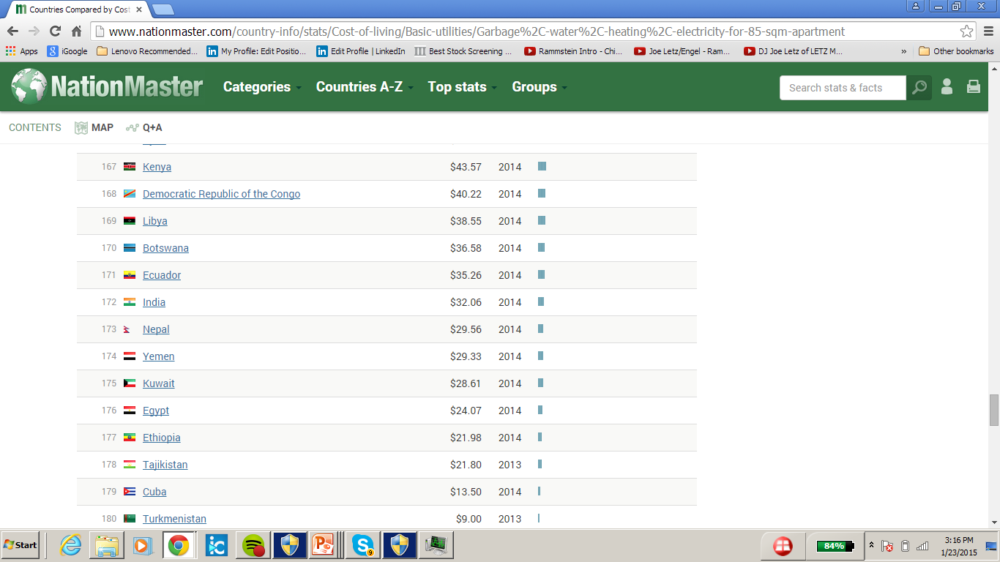 Countries Compared by Cost
www.nationmaster.com/country-info/stats/Cost-of-living/Basic-utilities/Garbage%2C-water%2C-heating%2C-electricity-for-85-sqm-apartment
Apps iGoogle Lenovo Recommended... My Profile: Edit Positio... Edit Profile | LinkedIn Best Stock Screening ... Rammstein Intro - Chi... Joe Letz/Engel - Ram... DJ Joe Letz of LETZ M... » Other bookmarks
NationMaster Categories Countries A-Z Top stats Groups Search stats & facts
CONTENTS MAP Q+A
167 Kenya $43.57 2014
168 Democratic Republic of the Congo $40.22 2014
169 Libya $38.55 2014
170 Botswana $36.58 2014
171 Ecuador $35.26 2014
172 India $32.06 2014
173 Nepal $29.56 2014
174 Yemen $29.33 2014
175 Kuwait $28.61 2014
176 Egypt $24.07 2014
177 Ethiopia $21.98 2014
178 Tajikistan $21.80 2013
179 Cuba $13.50 2014
180 Turkmenistan $9.00 2013
Start 9 84% 3:16 PM
1/23/2015